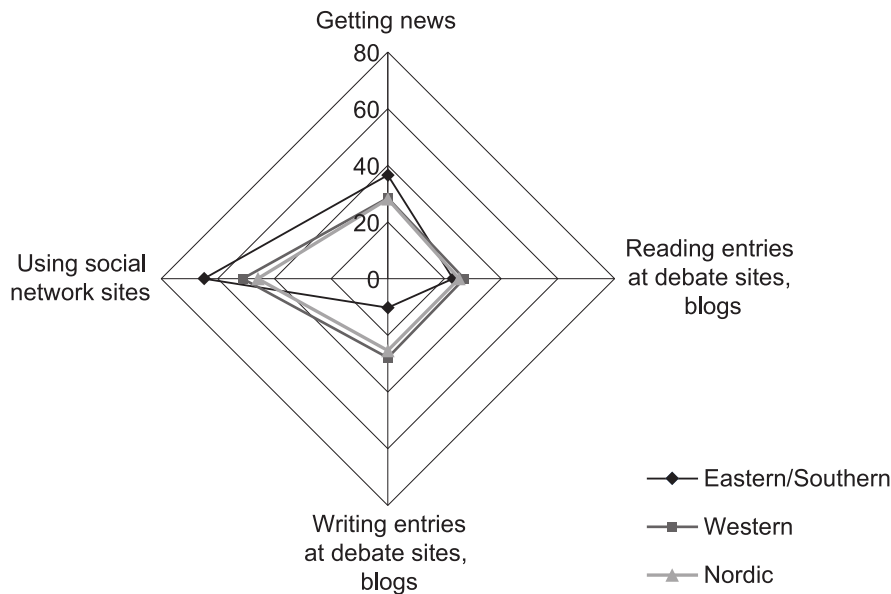 Getting news
80
60
40
20
0
Using social
network sites
Reading entries
at debate sites,
blogs
Writing entries
at debate sites,
blogs
Eastern/Southern
Western
Nordic